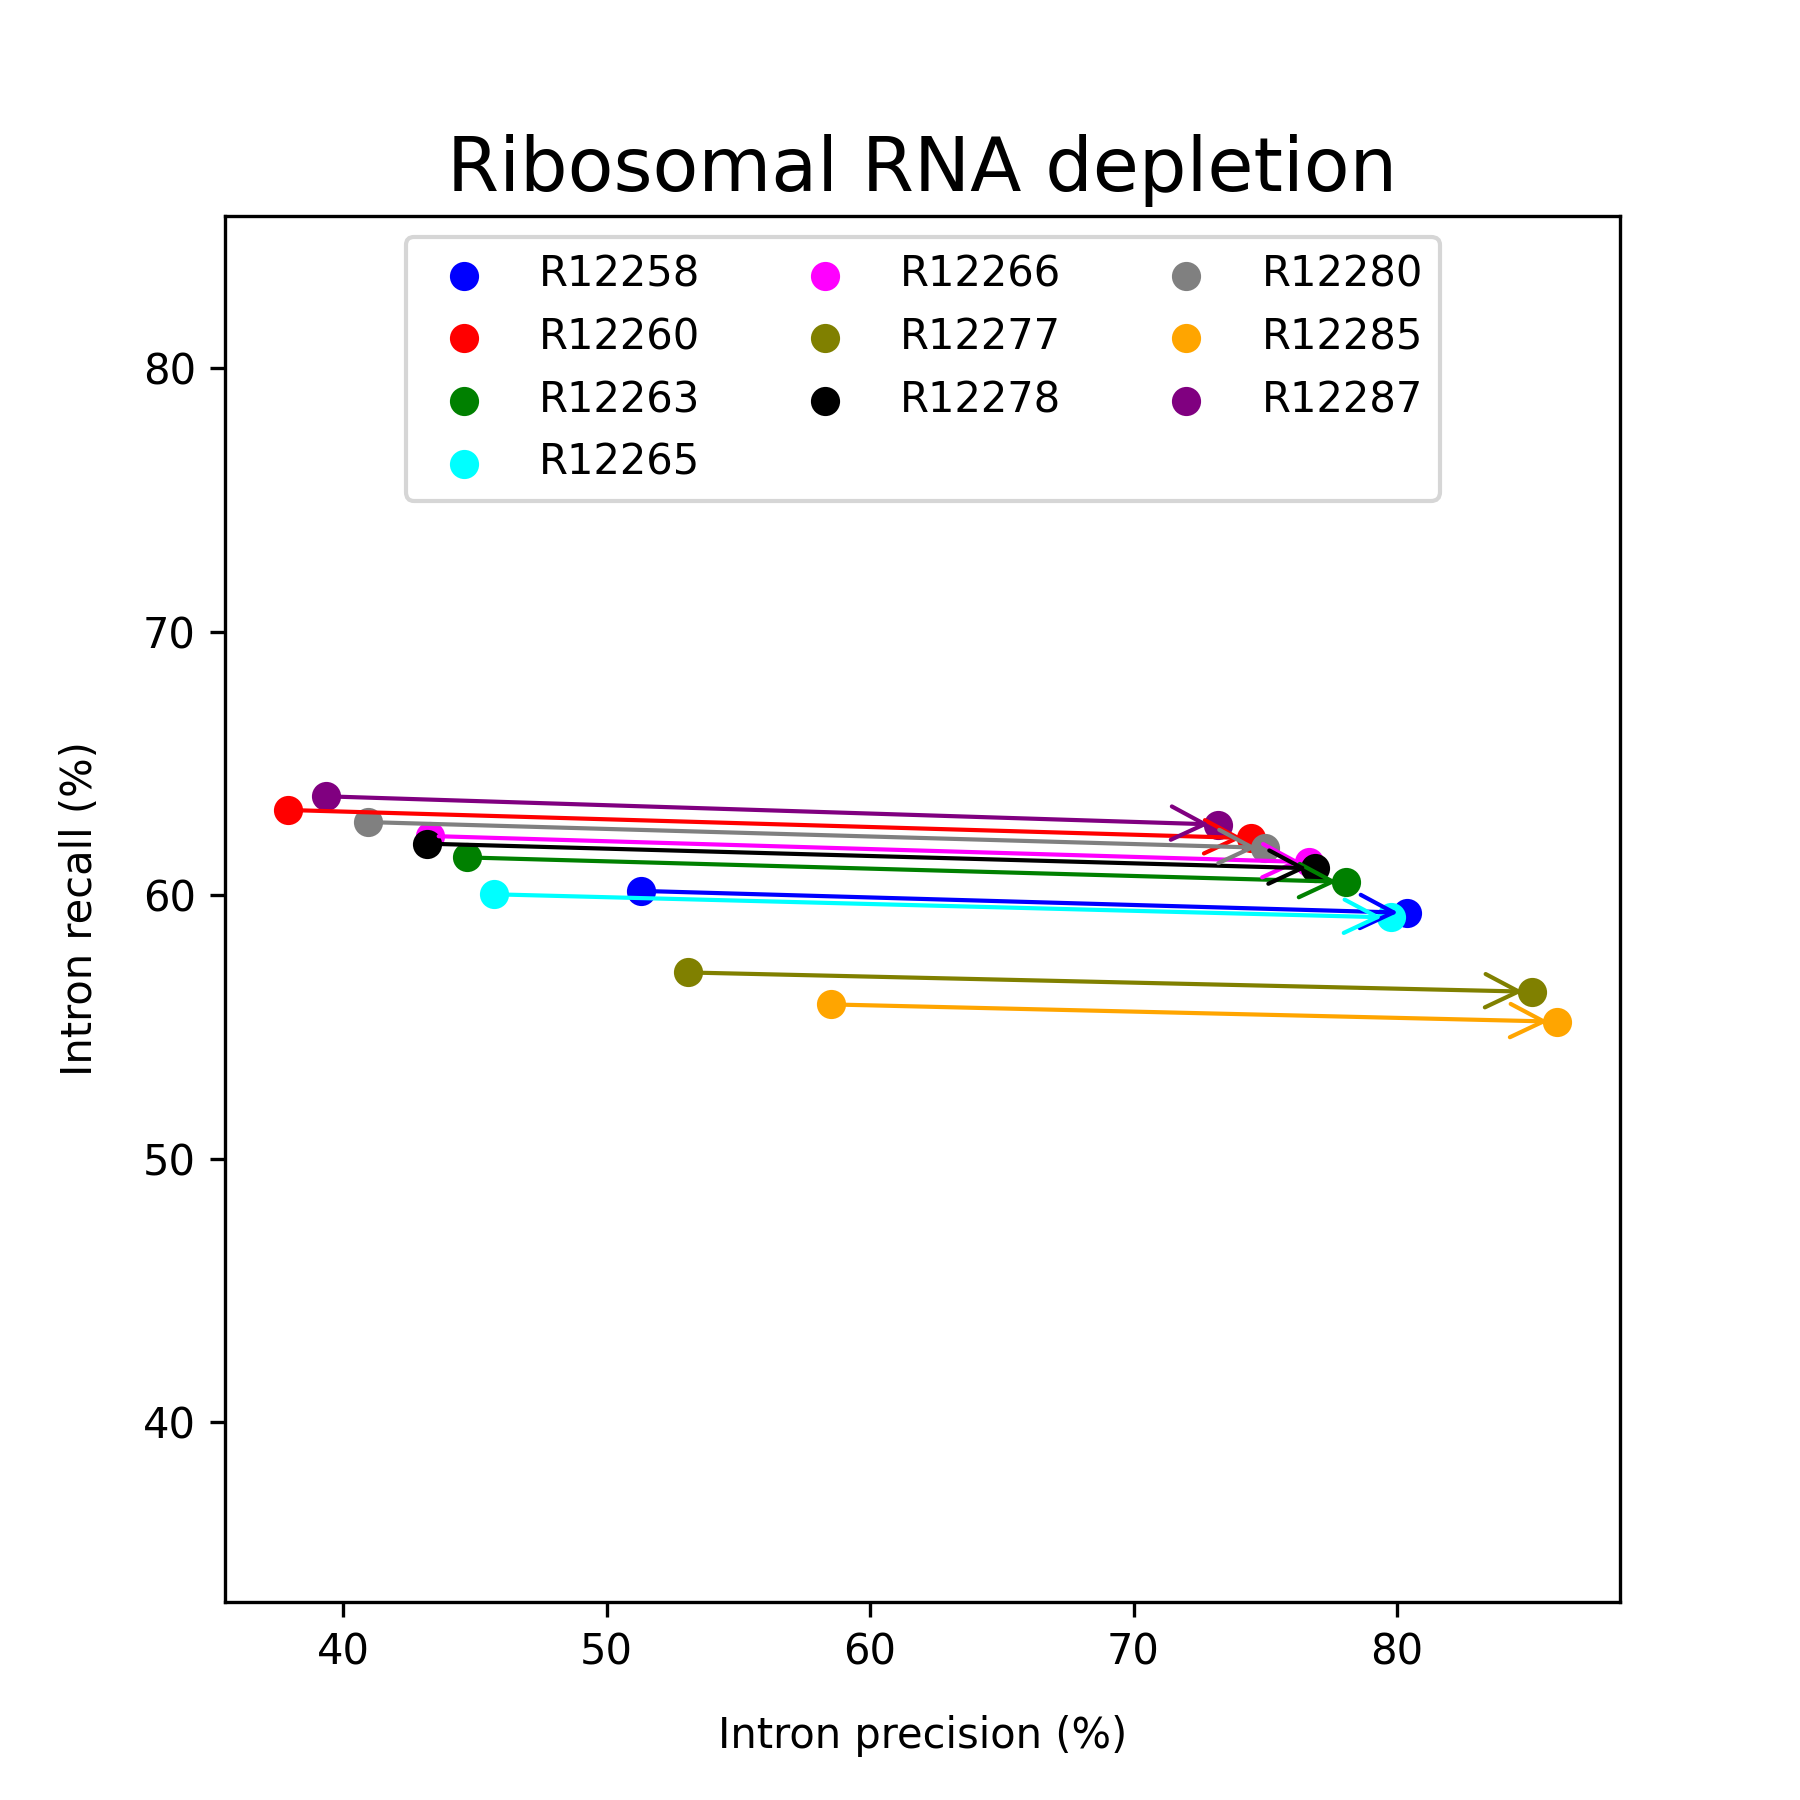 Ribosomal RNA depletion
R12258
R12260
R12263
R12265
R12266
R12277
R12278
R12280
R12285
R12287
Intron recall (%)
80
70
60
50
40
40 50 60 70 80
Intron precision (%)